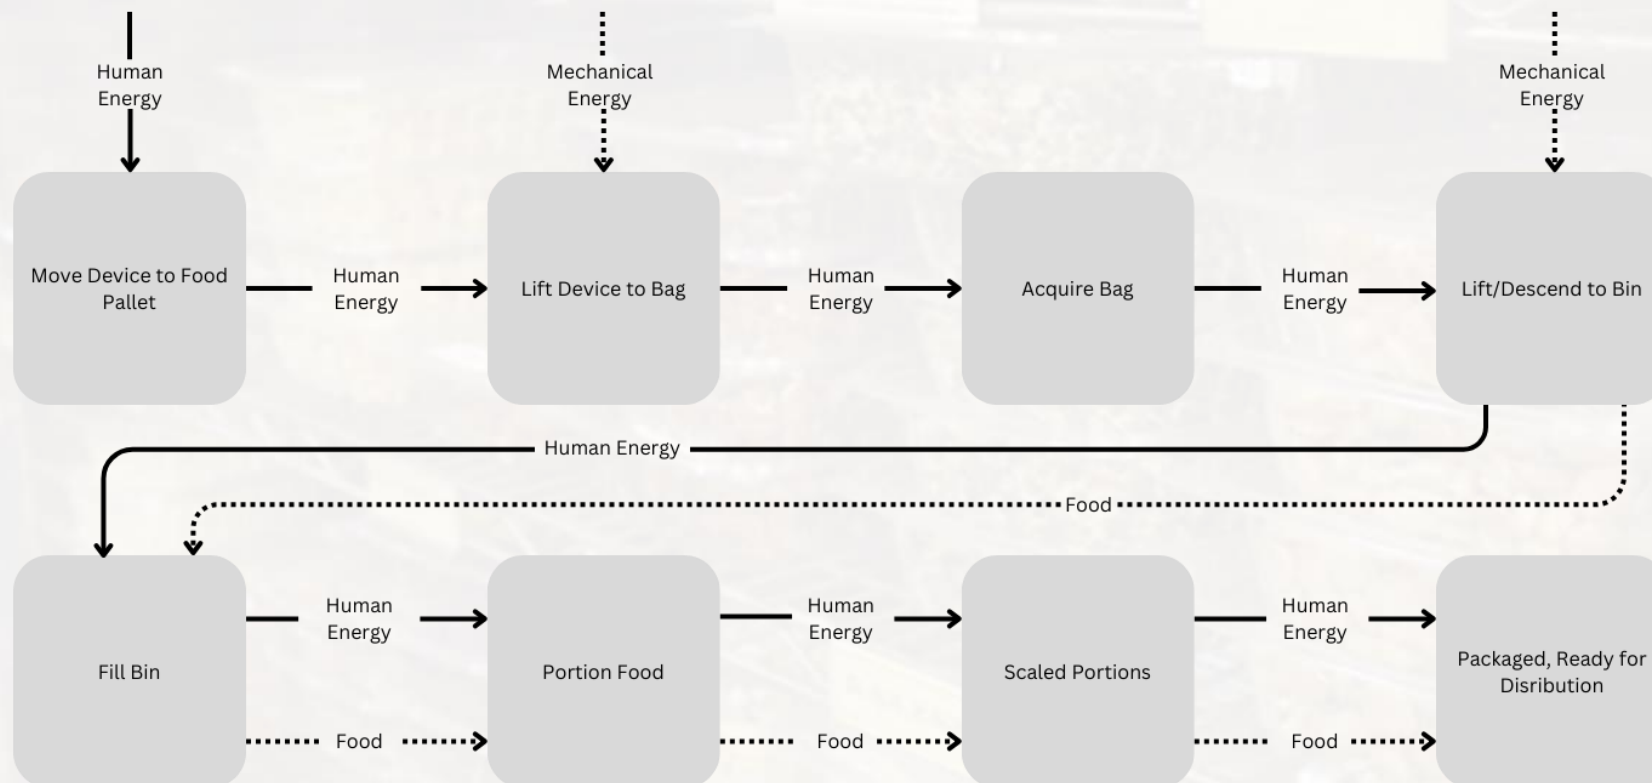 Human
Energy
Mechanical
Energy
Mechanical
Energy
Move Device to Food
Pallet
Human
Energy
Lift Device to Bag
Human
Energy
Acquire Bag
Human
Energy
Lift/Descend to Bin
Human Energy
Food
Fill Bin
Human
Energy
Food
Portion Food
Human
Energy
Food
Scaled Portions
Human
Energy
Food
Packaged, Ready for
Disribution